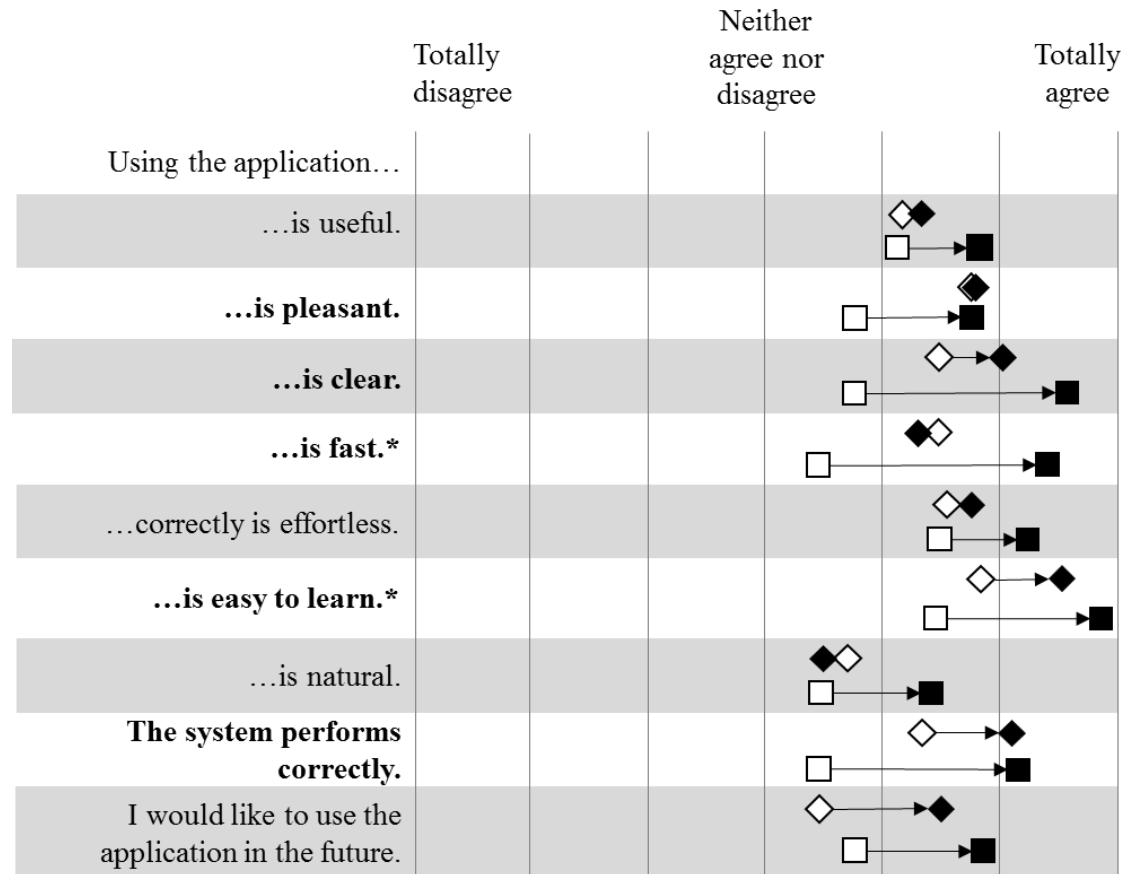 Totally
disagree
Neither
agree nor
disagree
Totally
agree
Using the application…
…is useful.
…is pleasant.
…is clear.
…is fast.*
…correctly is effortless.
…is easy to learn.*
…is natural.
The system performs
correctly.
I would like to use the
application in the future.